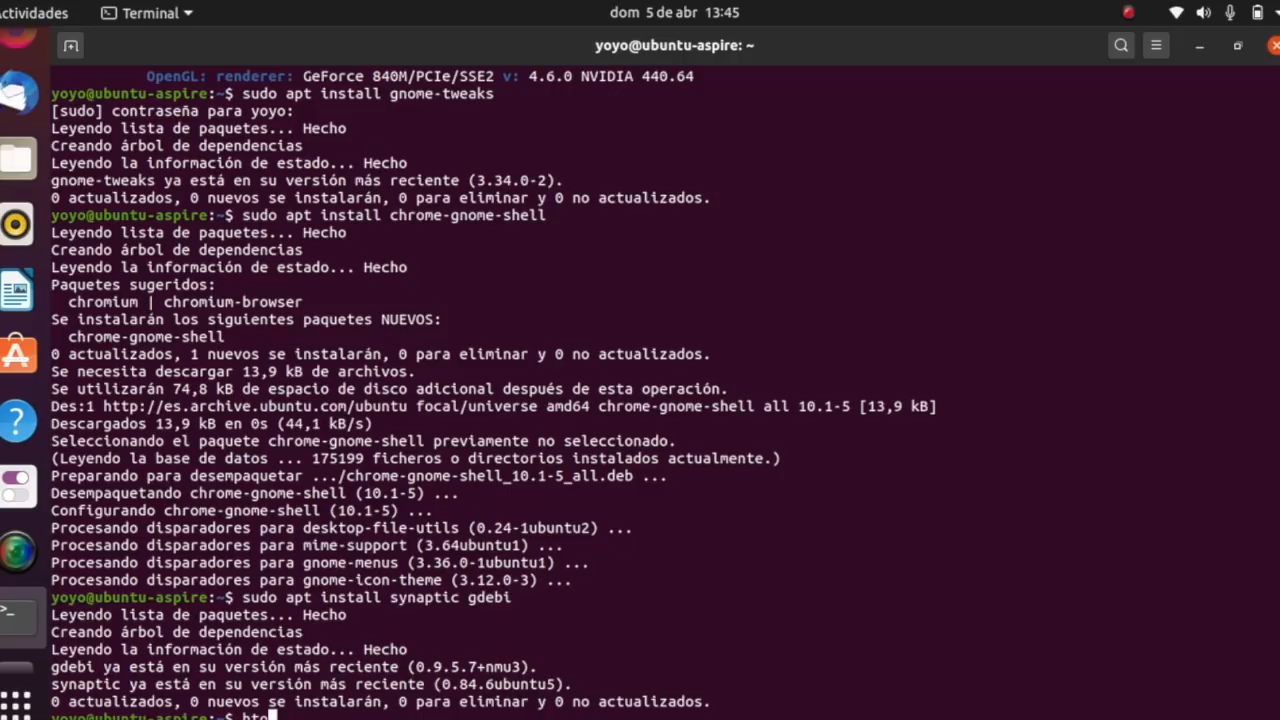 Actividades
Terminal
dom 5 de abr 13:45
yoyo@ubuntu-aspire: ~
OpenGL: renderer: GeForce 840M/PCIe/SSE2 v: 4.6.0 NVIDIA 440.64
yoyo@ubuntu-aspire:~$ sudo apt install gnome-tweaks
[sudo] contraseña para yoyo:
Leyendo lista de paquetes... Hecho
Creando árbol de dependencias
Leyendo la información de estado... Hecho
gnome-tweaks ya está en su versión más reciente (3.34.0-2).
0 actualizados, 0 nuevos se instalarán, 0 para eliminar y 0 no actualizados.
yoyo@ubuntu-aspire:~$ sudo apt install chrome-gnome-shell
Leyendo lista de paquetes... Hecho
Creando árbol de dependencias
Leyendo la información de estado... Hecho
Paquetes sugeridos:
chromium | chromium-browser
Se instalarán los siguientes paquetes NUEVOS:
chrome-gnome-shell
0 actualizados, 1 nuevos se instalarán, 0 para eliminar y 0 no actualizados.
Se necesita descargar 13,9 kB de archivos.
Se utilizarán 74,8 kB de espacio de disco adicional después de esta operación.
Des:1 http://es.archive.ubuntu.com/ubuntu focal/universe amd64 chrome-gnome-shell all 10.1-5 [13,9 kB]
Descargados 13,9 kB en 0s (44,1 kB/s)
Seleccionando el paquete chrome-gnome-shell previamente no seleccionado.
(Leyendo la base de datos ... 175199 ficheros o directorios instalados actualmente.)
Preparando para desempaquetar .../chrome-gnome-shell_10.1-5_all.deb ...
Desempaquetando chrome-gnome-shell (10.1-5) ...
Configurando chrome-gnome-shell (10.1-5) ...
Procesando disparadores para desktop-file-utils (0.24-1ubuntu2) ...
Procesando disparadores para mime-support (3.64ubuntu1) ...
Procesando disparadores para gnome-menus (3.36.0-1ubuntu1) ...
Procesando disparadores para gnome-icon-theme (3.12.0-3) ...
yoyo@ubuntu-aspire:~$ sudo apt install synaptic gdebi
Leyendo lista de paquetes... Hecho
Creando árbol de dependencias
Leyendo la información de estado... Hecho
gdebi ya está en su versión más reciente (0.9.5.7+nmu3).
synaptic ya está en su versión más reciente (0.84.6ubuntu5).
0 actualizados, 0 nuevos se instalarán, 0 para eliminar y 0 no actualizados.
yoyo@ubuntu-aspire:~$ hto